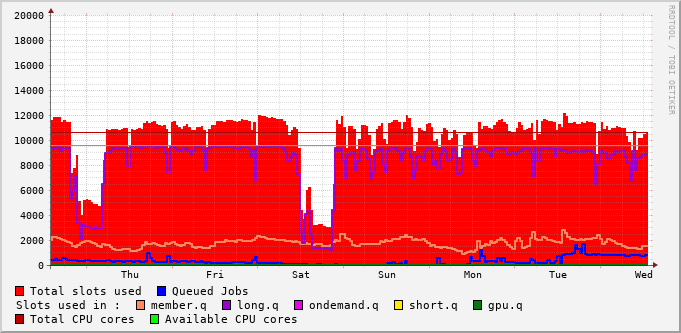 20000
18000
16000
14000
12000
10000
8000
6000
4000
2000
0
Thu Fri Sat Sun Mon Tue Wed
Total slots used Queued Jobs
Slots used in : member.q long.q ondemand.q short.q gpu.q
Total CPU cores Available CPU cores
RRDTOOL / TOBI OETIKER